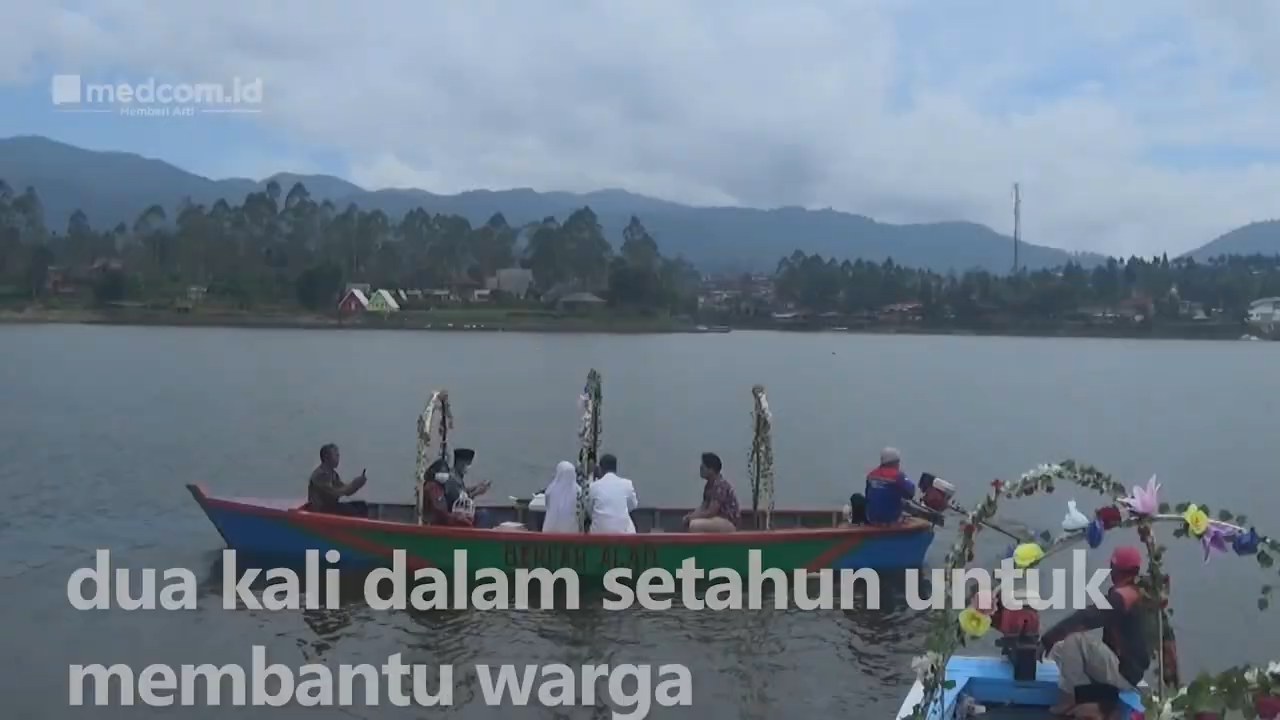 medcom.id
Memberi Arti
dua kali dalam setahun untuk
membantu warga